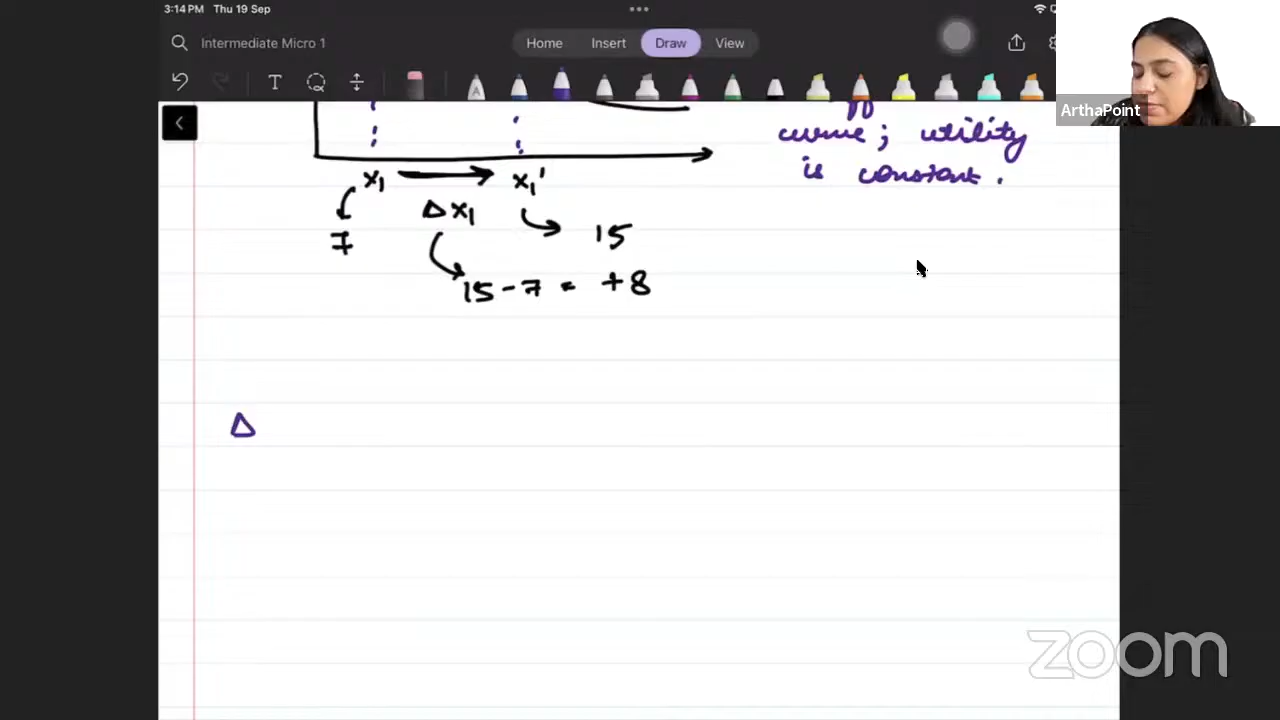 3:14 PM Thu 19 Sep
Intermediate Micro 1
Home Insert Draw View
T
A
ArthaPoint
curve; utility
is constant.
x₁ x₁'
Δx₁
7
15
15 - 7 = +8
Δ
zoom